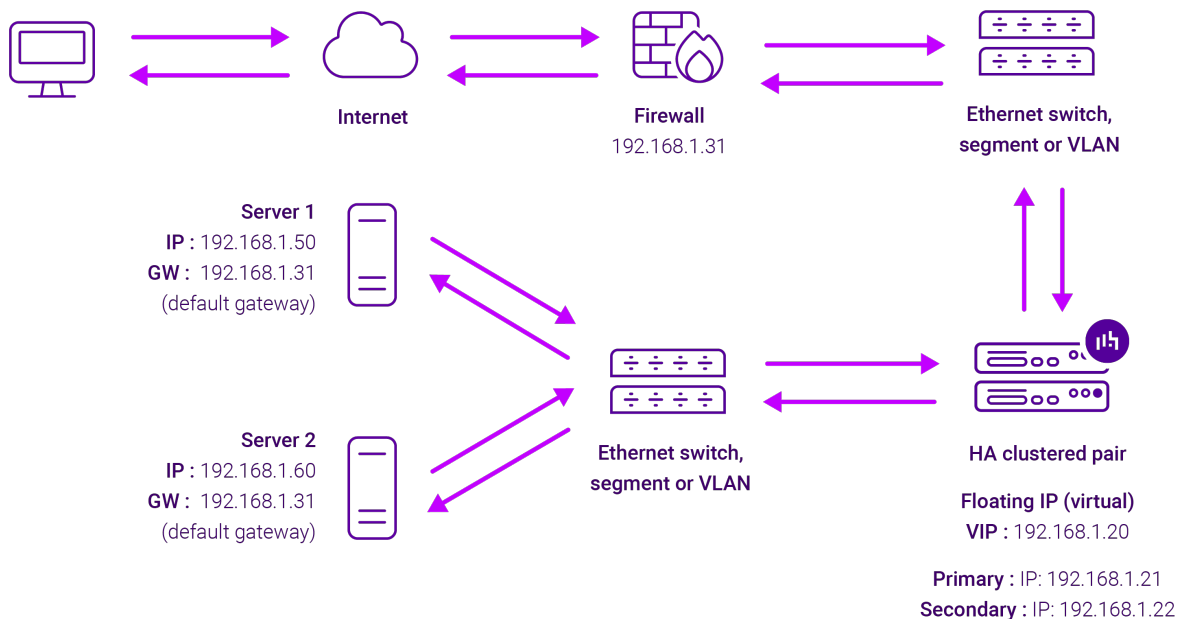 Internet
Firewall
192.168.1.31
Ethernet switch,
segment or VLAN
Server 1
IP : 192.168.1.50
GW : 192.168.1.31
(default gateway)
Server 2
IP : 192.168.1.60
GW : 192.168.1.31
(default gateway)
Ethernet switch,
segment or VLAN
HA clustered pair
Floating IP (virtual)
VIP : 192.168.1.20
Primary : IP: 192.168.1.21
Secondary : IP: 192.168.1.22